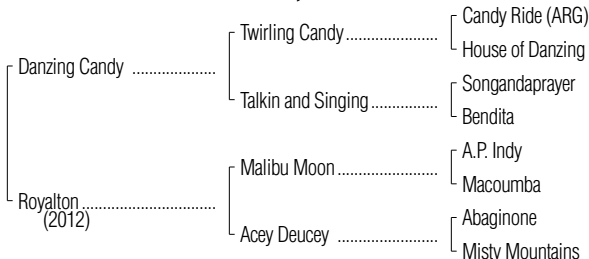 Candy Ride (ARG)
Twirling Candy ....................
House of Danzing
Danzing Candy ....................
Songandaprayer
Talkin and Singing ................
Bendita
A.P. Indy
Malibu Moon ......................
Macoumba
Royalton ...............................
(2012)
Abaginone
Acey Deucey ......................
Misty Mountains